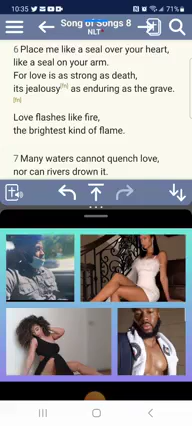 10:35
71%
Song of Songs 8
NLT
6 Place me like a seal over your heart,
like a seal on your arm.
For love is as strong as death,
its jealousy[fn] as enduring as the grave.
[fn]
Love flashes like fire,
the brightest kind of flame.
7 Many waters cannot quench love,
nor can rivers drown it.